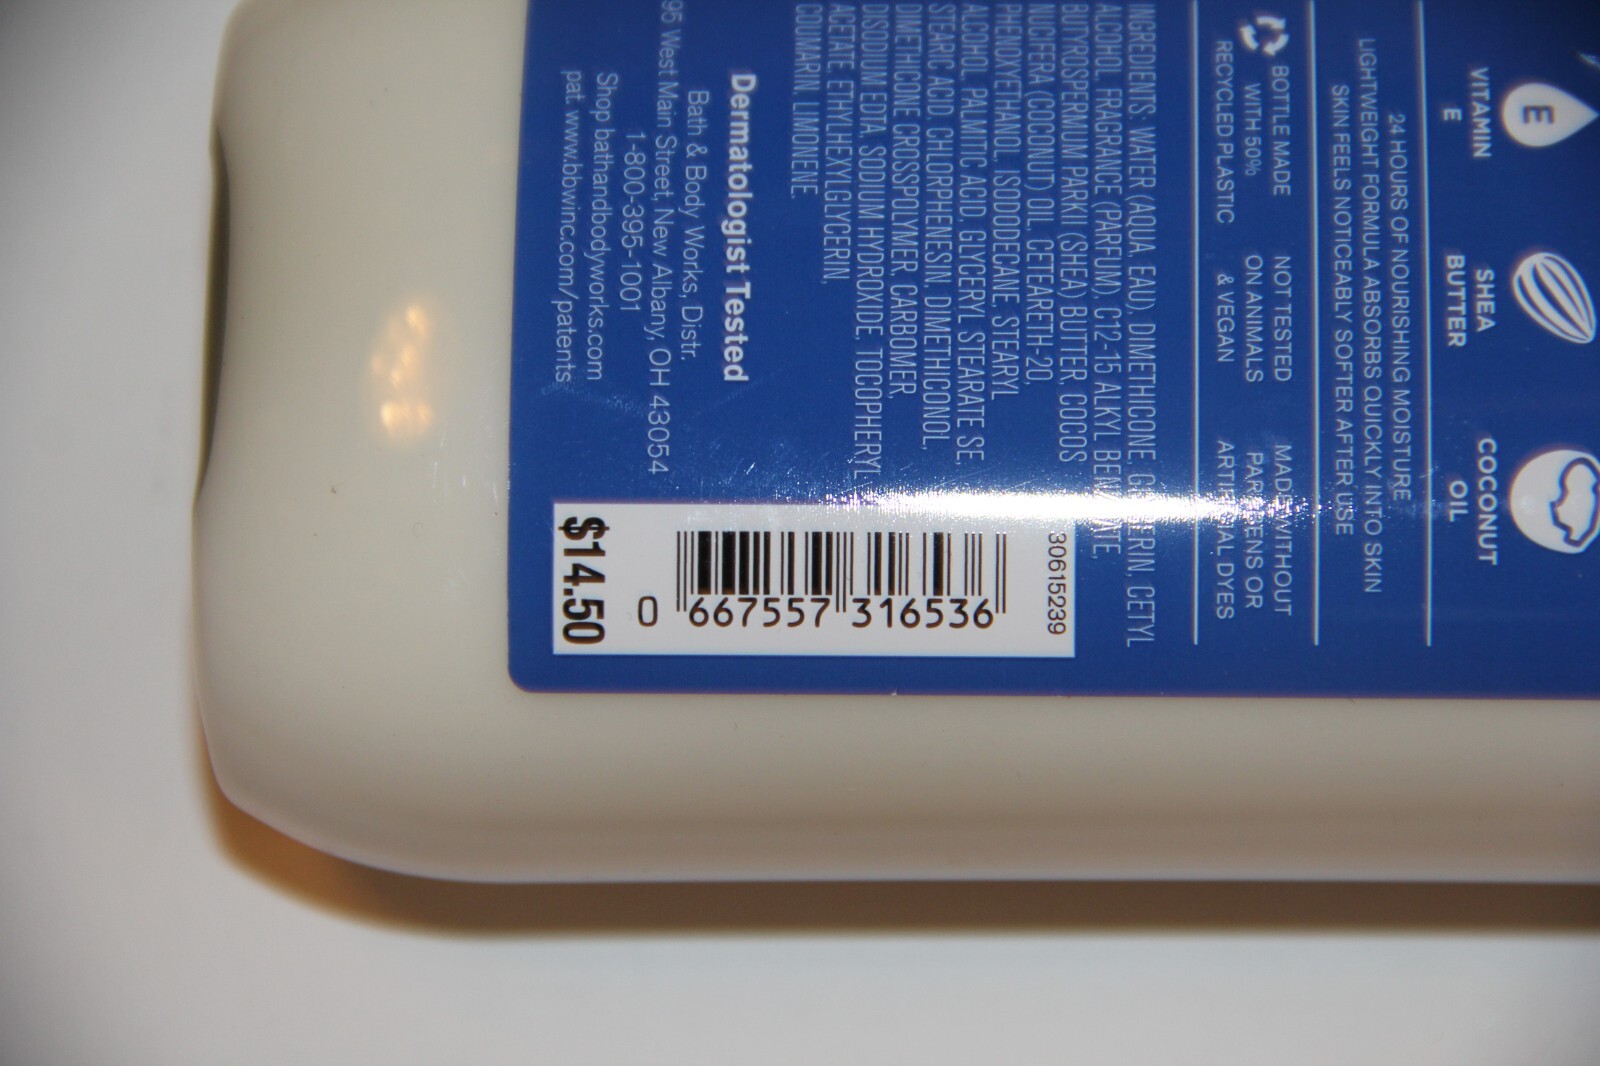 E
VITAMIN
E
SHEA
BUTTER
COCONUT
OIL
24 HOURS OF NOURISHING MOISTURE
LIGHTWEIGHT FORMULA ABSORBS QUICKLY INTO SKIN
SKIN FEELS NOTICEABLY SOFTER AFTER USE
BOTTLE MADE
WITH 50%
RECYCLED PLASTIC
NOT TESTED
ON ANIMALS
& VEGAN
MADE WITHOUT
PARABENS OR
ARTIFICIAL DYES
INGREDIENTS: WATER (AQUA, EAU), DIMETHICONE, GLYCERIN, CETYL
ALCOHOL, FRAGRANCE (PARFUM), C12-15 ALKYL BENZOATE,
BUTYROSPERMUM PARKII (SHEA) BUTTER, COCOS
NUCIFERA (COCONUT) OIL, CETEARETH-20,
PHENOXYETHANOL, ISODODECANE, STEARYL
ALCOHOL, PALMITIC ACID, GLYCERYL STEARATE SE,
STEARIC ACID, CHLORPHENESIN, DIMETHICONOL,
DIMETHICONE CROSSPOLYMER, CARBOMER,
DISODIUM EDTA, SODIUM HYDROXIDE, TOCOPHERYL
ACETATE, ETHYLHEXYLGLYCERIN,
COUMARIN, LIMONENE.
Dermatologist Tested
Bath & Body Works, Distr.
95 West Main Street, New Albany, OH 43054
1-800-395-1001
Shop bathandbodyworks.com
pat. www.bbwinc.com/patents
30615239
0 667557 316536
$14.50